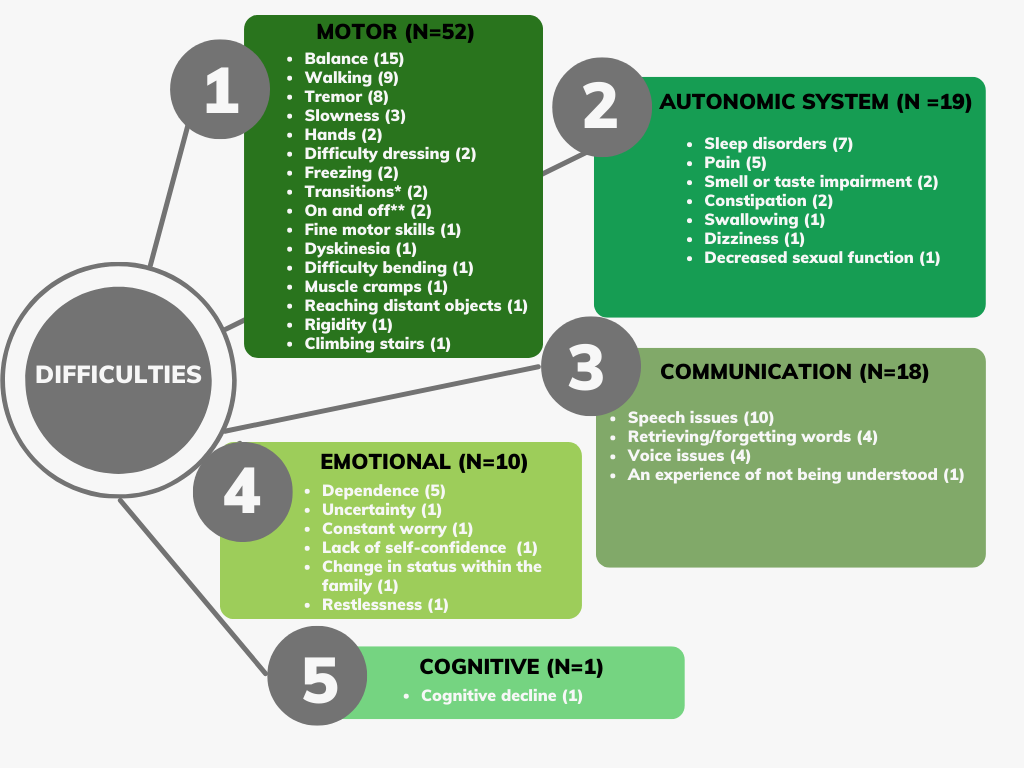 DIFFICULTIES
1
MOTOR (N=52)
• Balance (15)
• Walking (9)
• Tremor (8)
• Slowness (3)
• Hands (2)
• Difficulty dressing (2)
• Freezing (2)
• Transitions* (2)
• On and off** (2)
• Fine motor skills (1)
• Dyskinesia (1)
• Difficulty bending (1)
• Muscle cramps (1)
• Reaching distant objects (1)
• Rigidity (1)
• Climbing stairs (1)
2
AUTONOMIC SYSTEM (N =19)
• Sleep disorders (7)
• Pain (5)
• Smell or taste impairment (2)
• Constipation (2)
• Swallowing (1)
• Dizziness (1)
• Decreased sexual function (1)
3
COMMUNICATION (N=18)
• Speech issues (10)
• Retrieving/forgetting words (4)
• Voice issues (4)
• An experience of not being understood (1)
4
EMOTIONAL (N=10)
• Dependence (5)
• Uncertainty (1)
• Constant worry (1)
• Lack of self-confidence  (1)
• Change in status within the
family (1)
• Restlessness (1)
5
COGNITIVE (N=1)
• Cognitive decline (1)